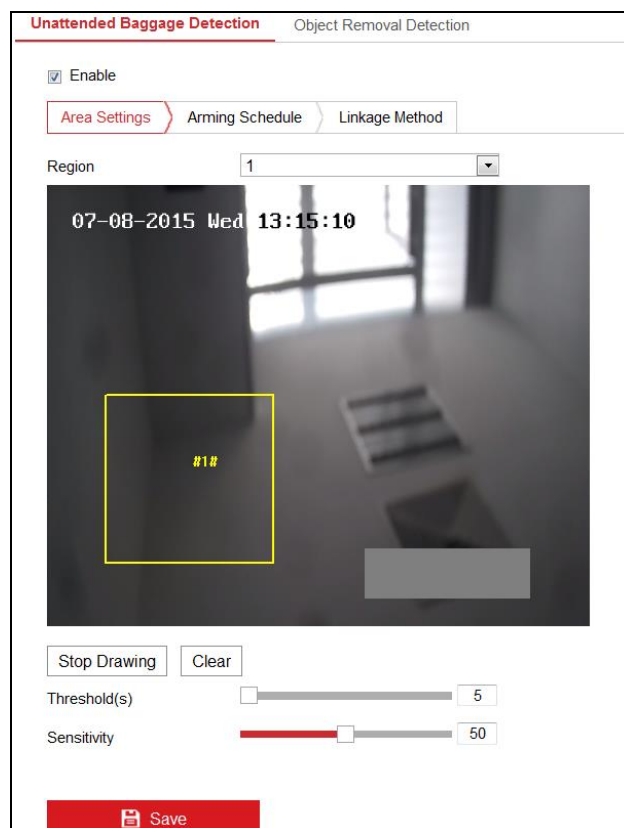 Unattended Baggage Detection Object Removal Detection
Enable
Area Settings Arming Schedule Linkage Method
Region 1
07-08-2015 Wed 13:15:10
#1#
Stop Drawing Clear
Threshold(s) 5
Sensitivity 50
Save